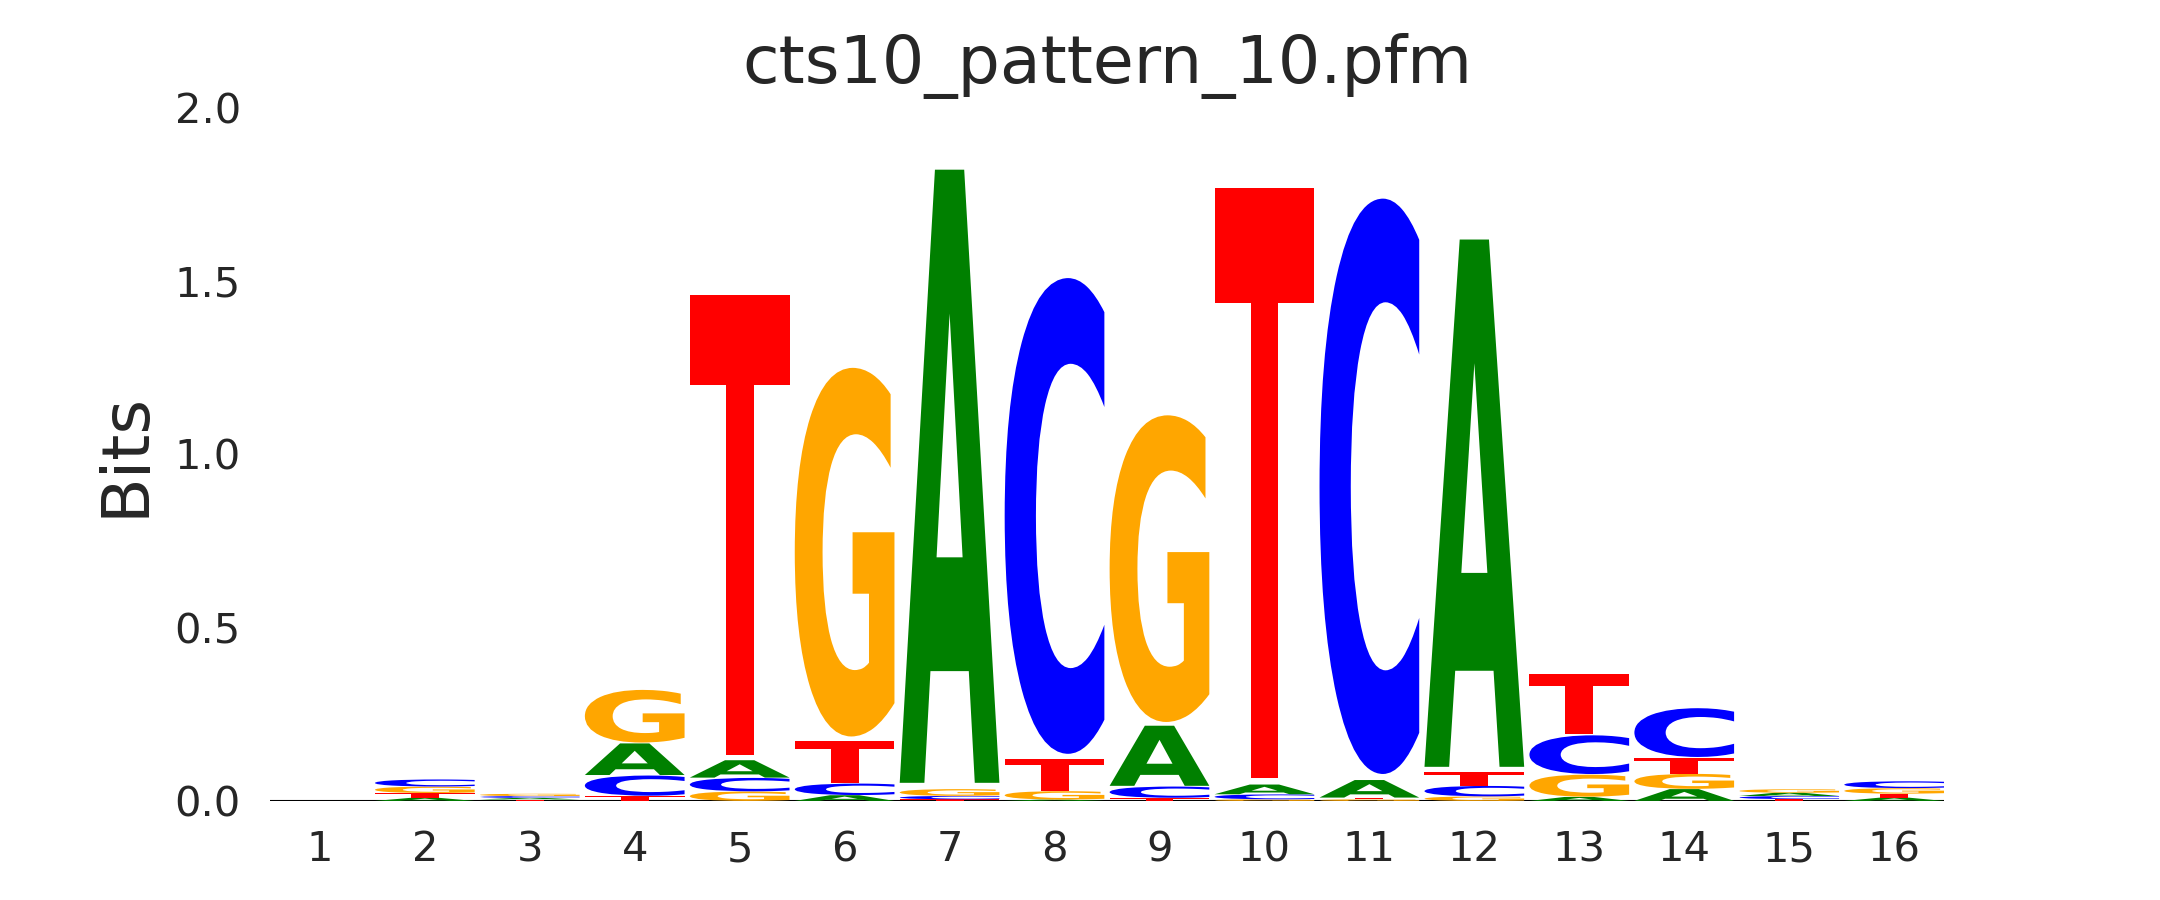 cts10_pattern_10.pfm
2.0
1.5
1.0
0.5
0.0
Bits
G A C T
T A C G
G T C A
A G C T
C T G A
G A C T
T A C G
C A T G
A T C G
T C G A
C T G A
1 2 3 4 5 6 7 8 9 10 11 12 13 14 15 16